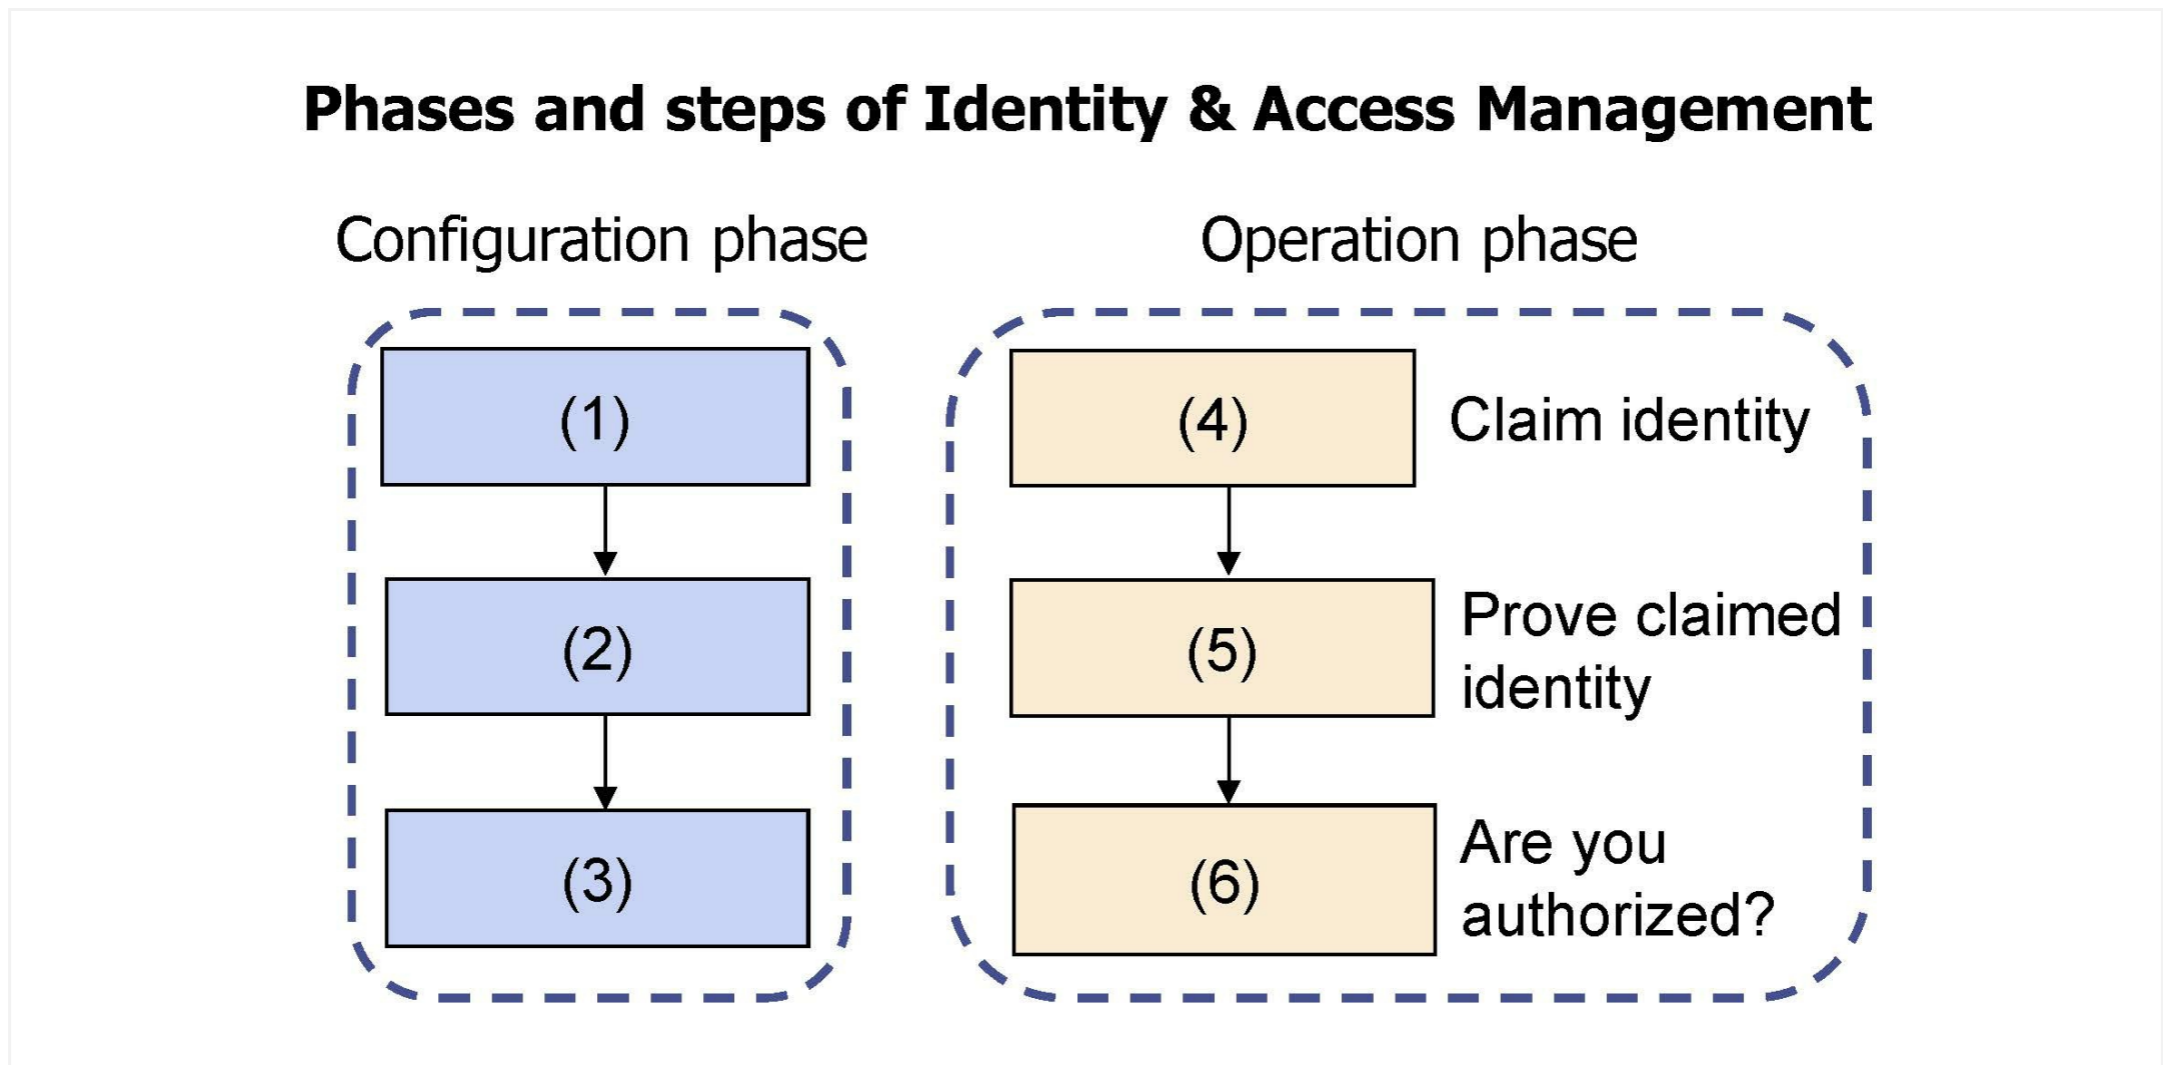 Phases and steps of Identity & Access Management
Configuration phase
(1)
(2)
(3)
Operation phase
(4)
Claim identity
(5)
Prove claimed
identity
(6)
Are you
authorized?